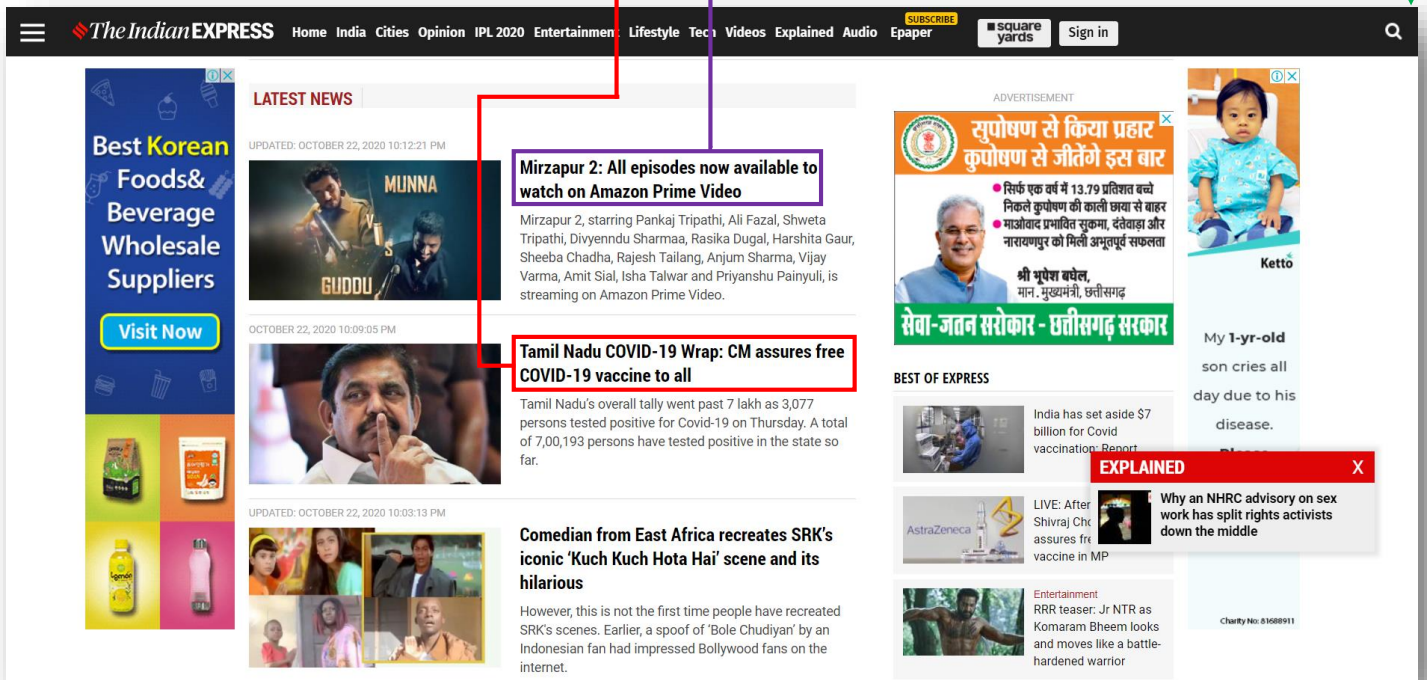 The Indian EXPRESS Home India Cities Opinion IPL 2020 Entertainment Lifestyle Tech Videos Explained Audio Epaper SUBSCRIBE square yards Sign in
Best Korean
Foods&
Beverage
Wholesale
Suppliers
Visit Now
LATEST NEWS
UPDATED: OCTOBER 22, 2020 10:12:21 PM
MUNNA
V/S
GUDDU
Mirzapur 2: All episodes now available to
watch on Amazon Prime Video
Mirzapur 2, starring Pankaj Tripathi, Ali Fazal, Shweta
Tripathi, Divyenndu Sharmaa, Rasika Dugal, Harshita Gaur,
Sheeba Chadha, Rajesh Tailang, Anjum Sharma, Vijay
Varma, Amit Sial, Isha Talwar and Priyanshu Painyuli, is
streaming on Amazon Prime Video.
OCTOBER 22, 2020 10:09:05 PM
Tamil Nadu COVID-19 Wrap: CM assures free
COVID-19 vaccine to all
Tamil Nadu's overall tally went past 7 lakh as 3,077
persons tested positive for Covid-19 on Thursday. A total
of 7,00,193 persons have tested positive in the state so
far.
UPDATED: OCTOBER 22, 2020 10:03:13 PM
Comedian from East Africa recreates SRK's
iconic ‘Kuch Kuch Hota Hai’ scene and its
hilarious
However, this is not the first time people have recreated
SRK's scenes. Earlier, a spoof of ‘Bole Chudiyan’ by an
Indonesian fan had impressed Bollywood fans on the
internet.
ADVERTISEMENT
सुपोषण से किया प्रहार
कुपोषण से जीतेंगे इस बार
सिर्फ एक वर्ष में 13.79 प्रतिशत बच्चे
निकले कुपोषण की काली छाया से बाहर
माओवाद प्रभावित सुकमा, दंतेवाड़ा और
नारायणपुर को मिली अभूतपूर्व सफलता
श्री भूपेश बघेल,
मान. मुख्यमंत्री, छत्तीसगढ़
सेवा-जतन सरोकार - छत्तीसगढ़ सरकार
BEST OF EXPRESS
India has set aside $7
billion for Covid
vaccination: Report
AstraZeneca
LIVE: After
Shivraj
assures
vaccine in MP
Entertainment
RRR teaser: Jr NTR as
Komaram Bheem looks
and moves like a battle-
hardened warrior
Ketto
My 1-yr-old
son cries all
day due to his
disease.
EXPLAINED X
Why an NHRC advisory on sex
work has split rights activists
down the middle
Charity No: 81688911